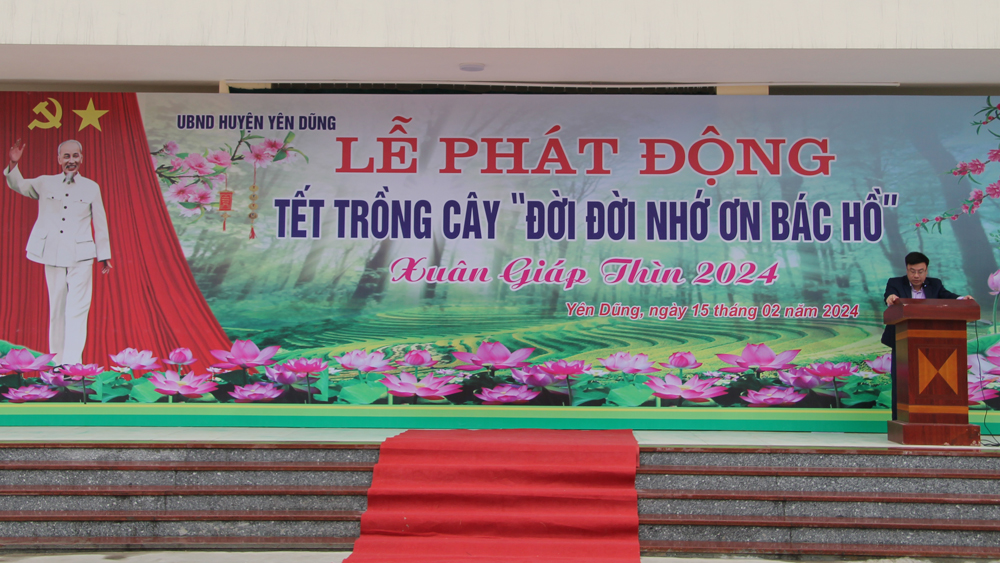 UBND HUYỆN YÊN DŨNG
LỄ PHÁT ĐỘNG
TẾT TRỒNG CÂY "ĐỜI ĐỜI NHỚ ƠN BÁC HỒ"
Xuân Giáp Thìn 2024
Yên Dũng, ngày 15 tháng 02 năm 2024